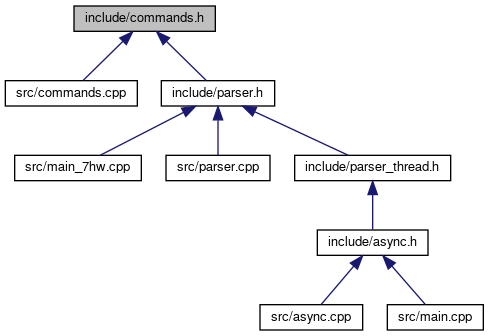 include/commands.h
src/commands.cpp
include/parser.h
src/main_7hw.cpp
src/parser.cpp
include/parser_thread.h
include/async.h
src/async.cpp
src/main.cpp